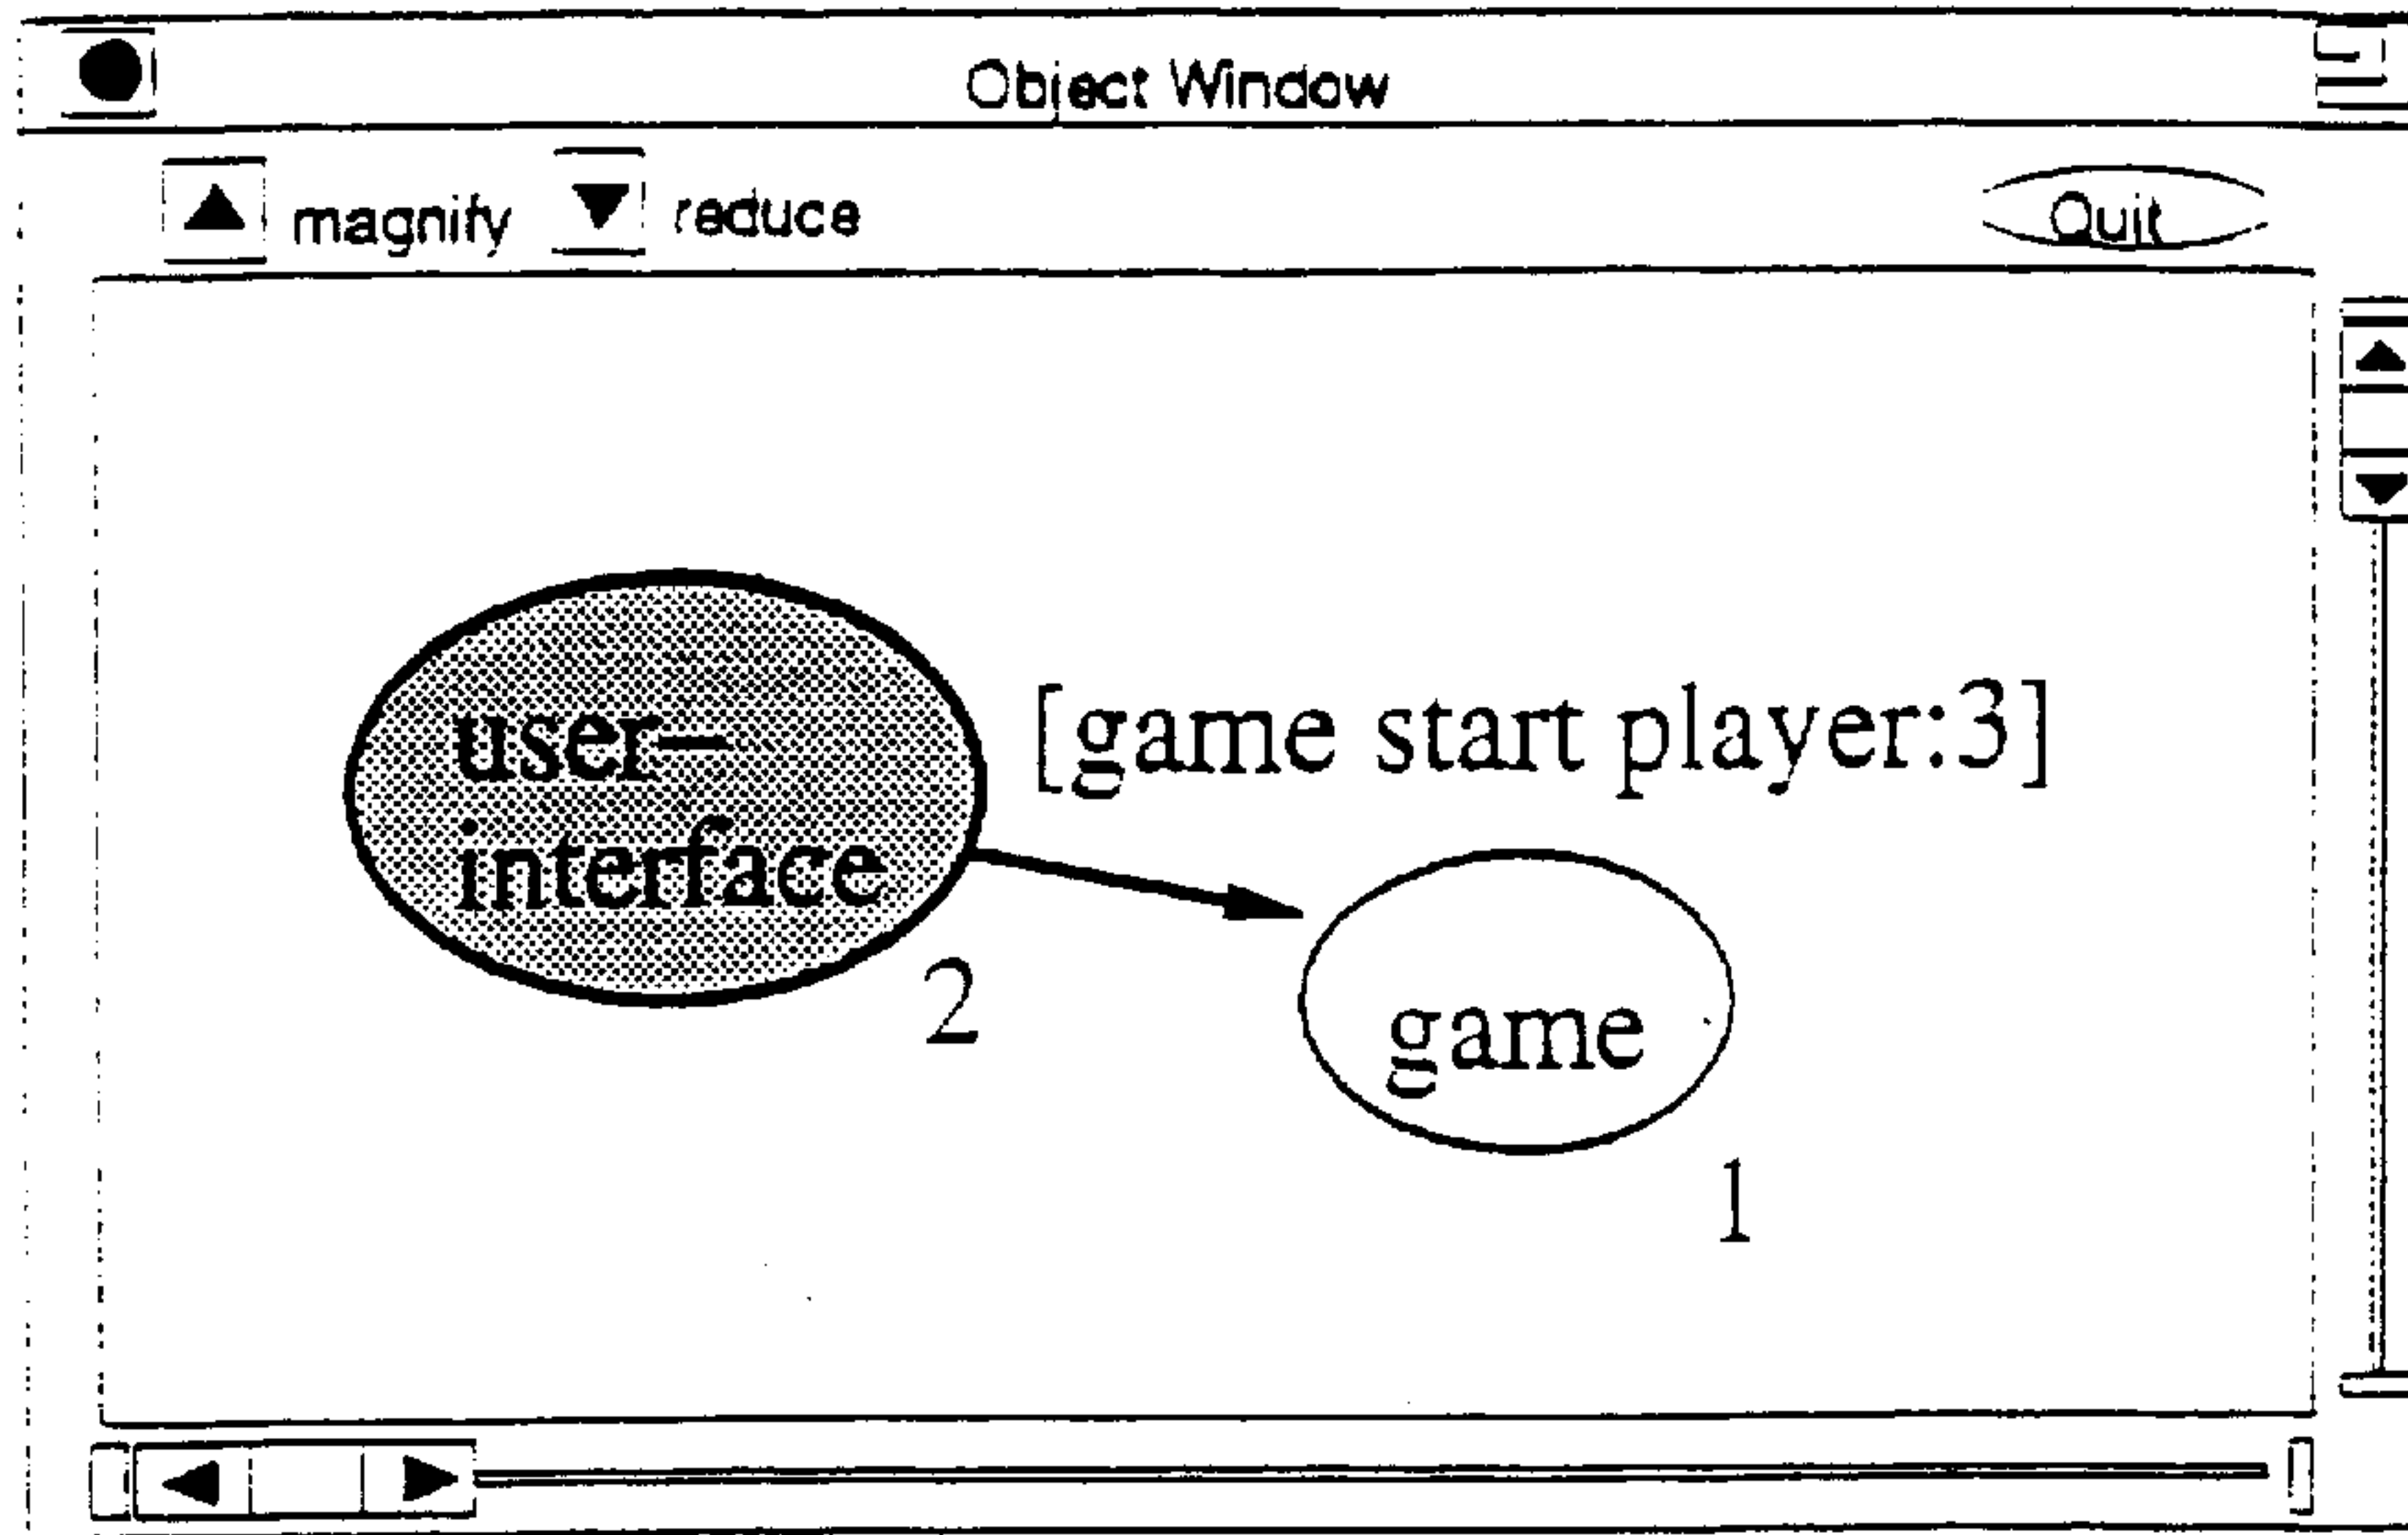 Object Window
magnify reduce Quit
[game start player:3]
user–
interface
2
game
1